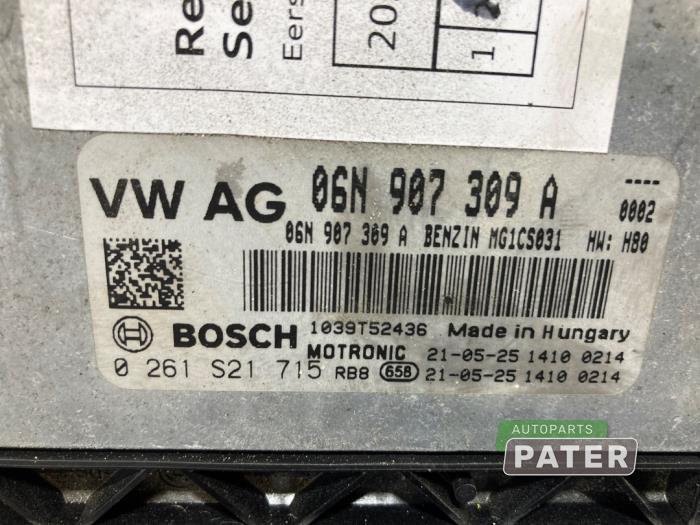 Re
Se
Eers
20
1 2
VW AG 06N 907 309 A ----
0002
06N 907 309 A BENZIN MG1CS031 HW: H80
BOSCH 1039T52436 Made in Hungary
MOTRONIC 21-05-25 1410 0214
0 261 S21 715 RB8 658 21-05-25 1410 0214
AUTOPARTS
PATER